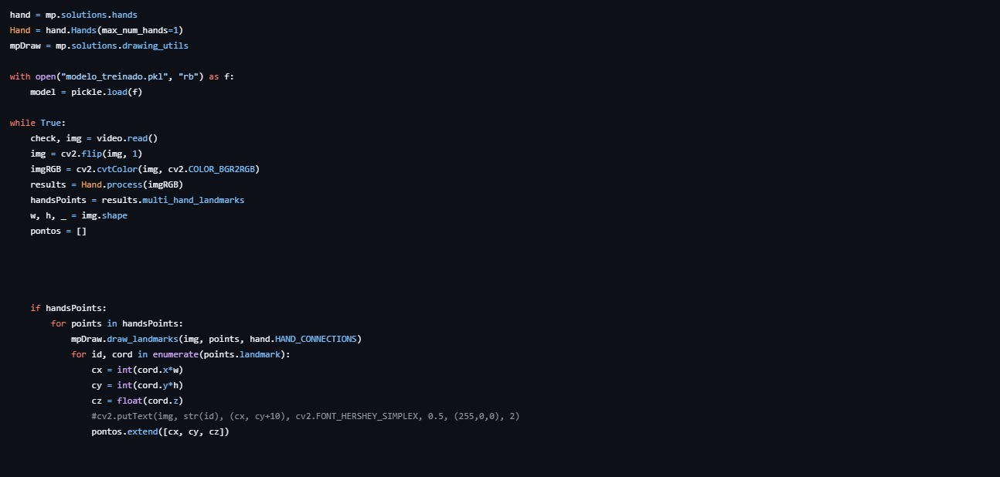 hand = mp.solutions.hands
Hand = hand.Hands(max_num_hands=1)
mpDraw = mp.solutions.drawing_utils
with open("modelo_treinado.pkl", "rb") as f:
    model = pickle.load(f)
while True:
    check, img = video.read()
    img = cv2.flip(img, 1)
    imgRGB = cv2.cvtColor(img, cv2.COLOR_BGR2RGB)
    results = Hand.process(imgRGB)
    handsPoints = results.multi_hand_landmarks
    w, h, _ = img.shape
    pontos = []
    if handsPoints:
        for points in handsPoints:
            mpDraw.draw_landmarks(img, points, hand.HAND_CONNECTIONS)
            for id, cord in enumerate(points.landmark):
                cx = int(cord.x*w)
                cy = int(cord.y*h)
                cz = float(cord.z)
                #cv2.putText(img, str(id), (cx, cy+10), cv2.FONT_HERSHEY_SIMPLEX, 0.5, (255,0,0), 2)
                pontos.extend([cx, cy, cz])